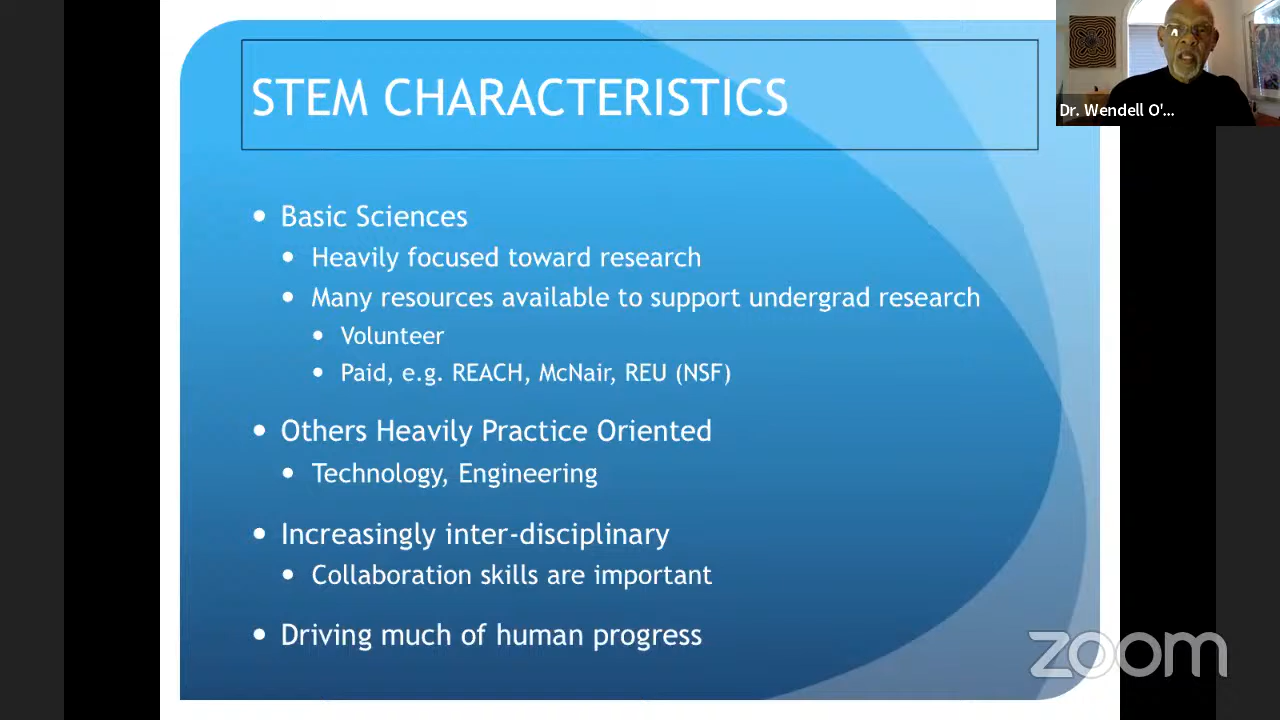 STEM CHARACTERISTICS
Dr. Wendell O'...
• Basic Sciences
• Heavily focused toward research
• Many resources available to support undergrad research
• Volunteer
• Paid, e.g. REACH, McNair, REU (NSF)
• Others Heavily Practice Oriented
• Technology, Engineering
• Increasingly inter-disciplinary
• Collaboration skills are important
• Driving much of human progress
zoom